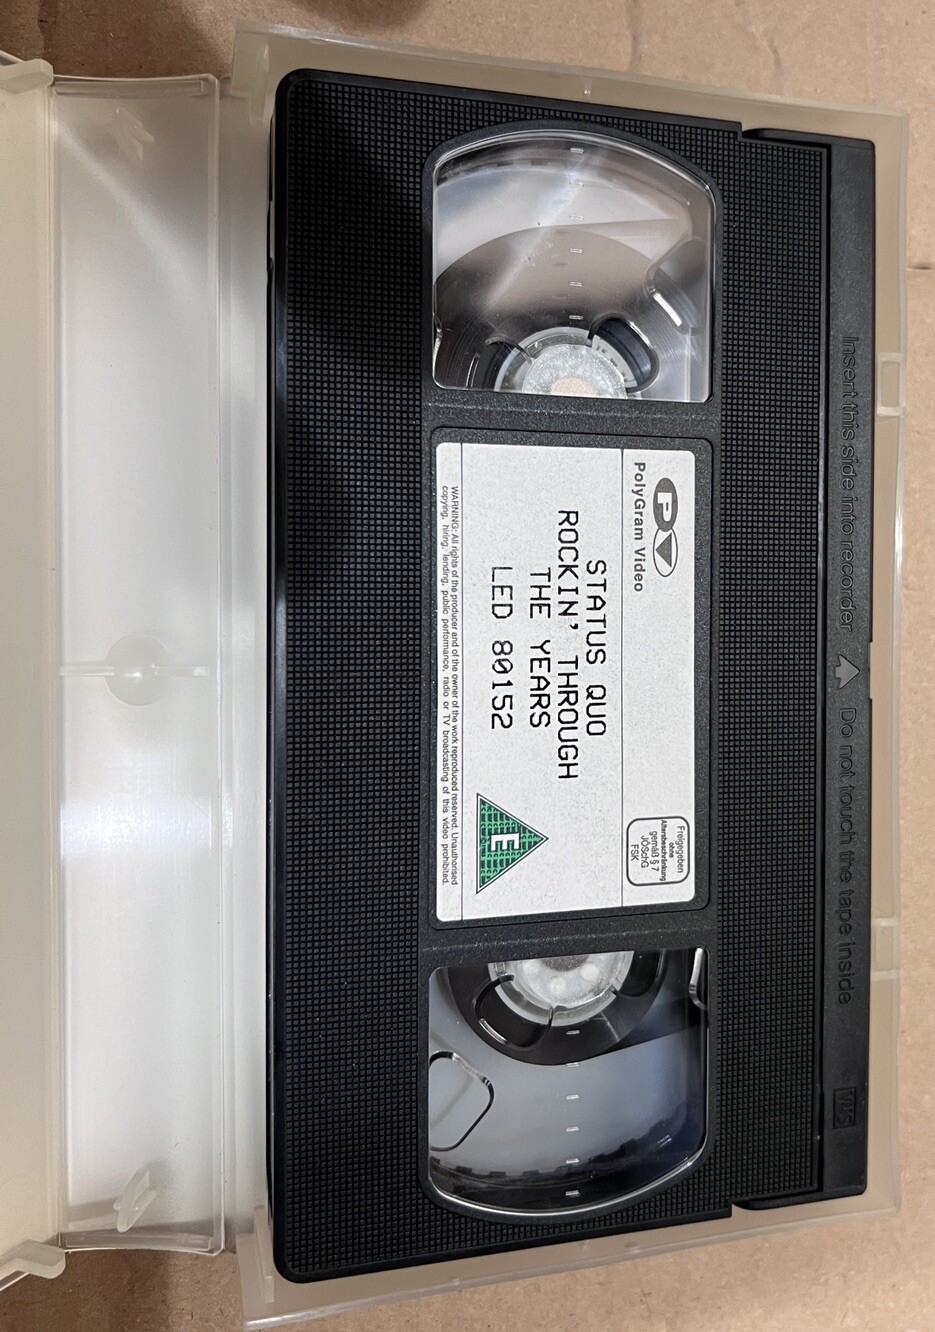 Insert this side into recorder Do not touch the tape inside
VHS
PV
PolyGram Video
Freigegeben
ohne
Altersbeschränkung
gemäß § 7
JÖSchG
FSK
STATUS QUO
ROCKIN' THROUGH
THE YEARS
LED 80152
E
WARNING: All rights of the producer and of the owner of the work reproduced reserved. Unauthorised
copying, hiring, lending, public performance, radio or TV broadcasting of this video prohibited.